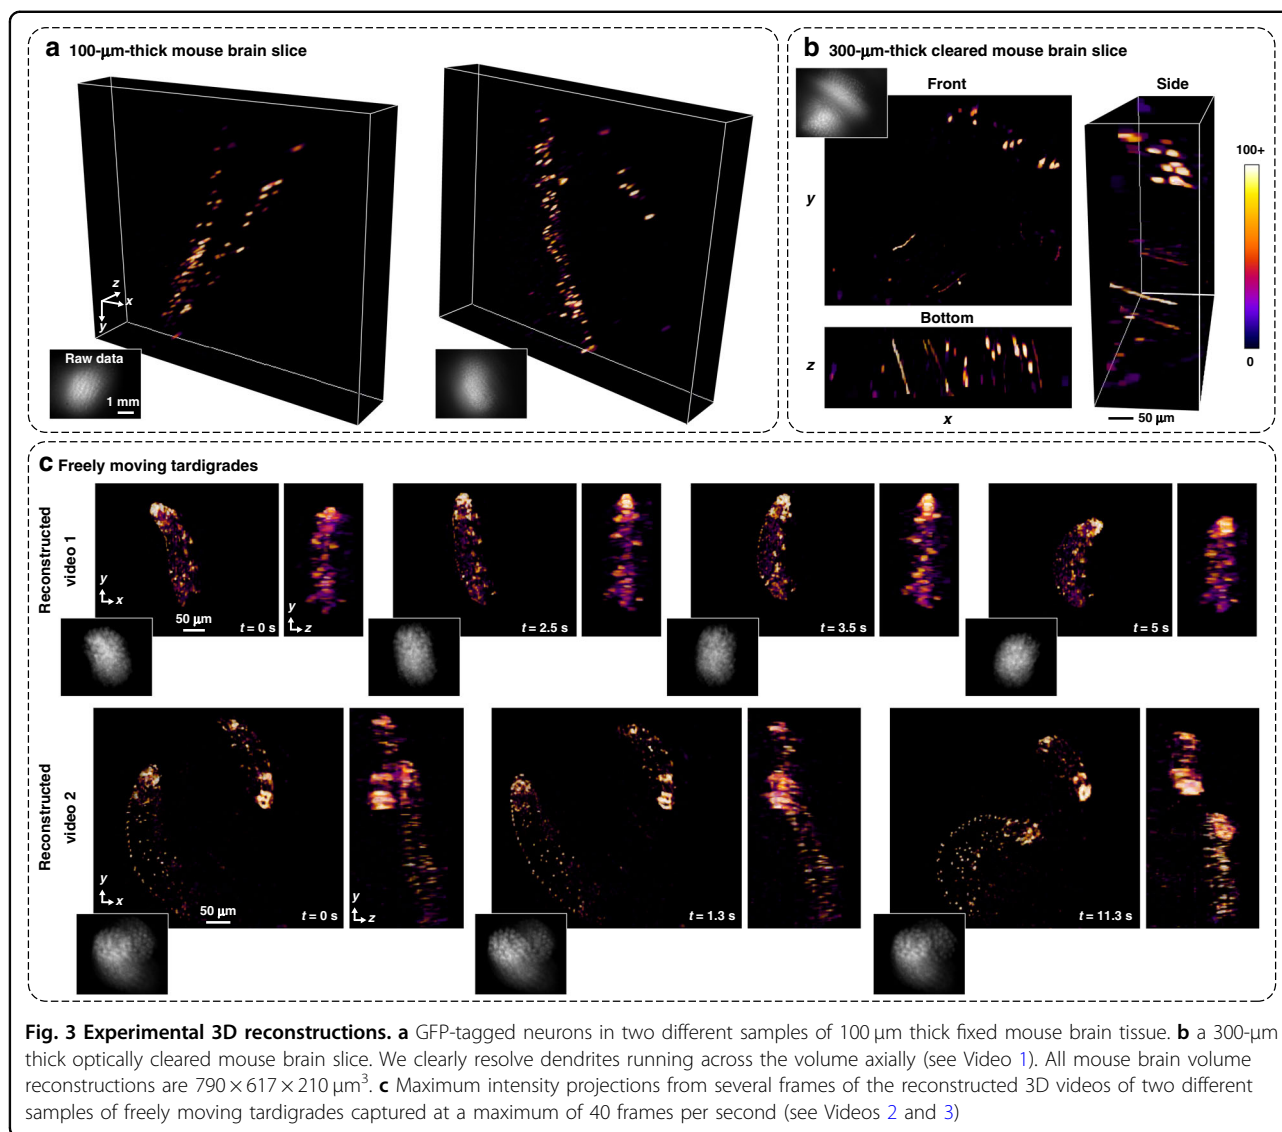 a 100-μm-thick mouse brain slice
z
x
y
Raw data
1 mm
b 300-μm-thick cleared mouse brain slice
Front
Side
y
Bottom
z
x
100+
0
50 μm
c Freely moving tardigrades
Reconstructed
video 1
y
x
50 μm
t = 0 s
y
z
t = 2.5 s
t = 3.5 s
t = 5 s
Reconstructed
video 2
y
x
50 μm
t = 0 s
y
z
t = 1.3 s
t = 11.3 s
Fig. 3 Experimental 3D reconstructions. a GFP-tagged neurons in two different samples of 100 μm thick fixed mouse brain tissue. b a 300-μm
thick optically cleared mouse brain slice. We clearly resolve dendrites running across the volume axially (see Video 1). All mouse brain volume
reconstructions are 790 × 617 × 210 μm³. c Maximum intensity projections from several frames of the reconstructed 3D videos of two different
samples of freely moving tardigrades captured at a maximum of 40 frames per second (see Videos 2 and 3)